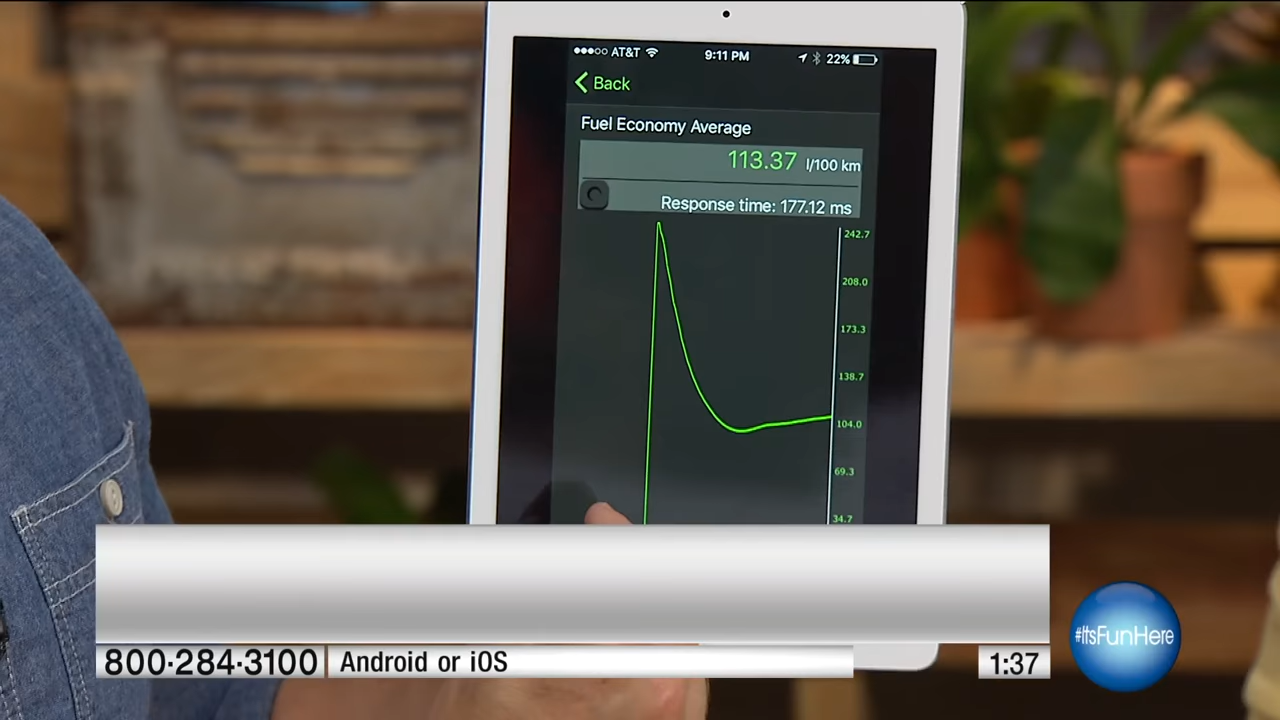 ●●●○○ AT&T 9:11 PM 22%
Back
Fuel Economy Average
113.37 l/100 km
Response time: 177.12 ms
242.7
208.0
173.3
138.7
104.0
69.3
34.7
#ItsFunHere
800·284·3100 Android or iOS 1:37